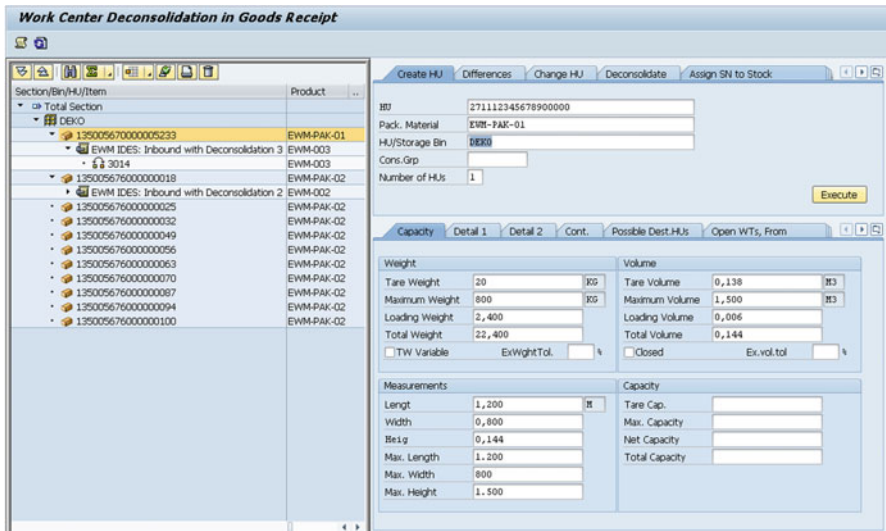 Work Center Deconsolidation in Goods Receipt
Section/Bin/HU/Item Product ..
Total Section
DEKO
135005670000005233 EWM-PAK-01
EWM IDES: Inbound with Deconsolidation 3 EWM-003
3014 EWM-003
135005676000000018 EWM-PAK-02
EWM IDES: Inbound with Deconsolidation 2 EWM-002
135005676000000025 EWM-PAK-02
135005676000000032 EWM-PAK-02
135005676000000049 EWM-PAK-02
135005676000000056 EWM-PAK-02
135005676000000063 EWM-PAK-02
135005676000000070 EWM-PAK-02
135005676000000087 EWM-PAK-02
135005676000000094 EWM-PAK-02
135005676000000100 EWM-PAK-02
Create HU Differences Change HU Deconsolidate Assign SN to Stock
HU 271112345678900000
Pack. Material EWM-PAK-01
HU/Storage Bin DEKO
Cons.Grp
Number of HUs 1
Execute
Capacity Detail 1 Detail 2 Cont. Possible Dest.HUs Open WTs, From
Weight
Tare Weight 20 KG
Maximum Weight 800 KG
Loading Weight 2,400
Total Weight 22,400
TW Variable ExWghtTol. %
Volume
Tare Volume 0,138 M3
Maximum Volume 1,500 M3
Loading Volume 0,006
Total Volume 0,144
Closed Ex.vol.tol %
Measurements
Lengt 1,200 M
Width 0,800
Heig 0,144
Max. Length 1.200
Max. Width 800
Max. Height 1.500
Capacity
Tare Cap.
Max. Capacity
Net Capacity
Total Capacity